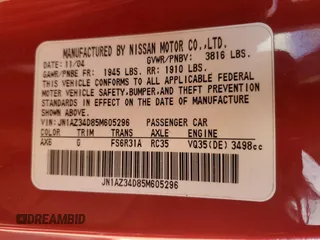 MANUFACTURED BY NISSAN MOTOR CO.,LTD.
DATE: 11/04 GVWR/PNBV: 3816 LBS.
GAWR/PNBE FR: 1945 LBS. RR: 1910 LBS.
THIS VEHICLE CONFORMS TO ALL APPLICABLE FEDERAL
MOTOR VEHICLE SAFETY,BUMPER,AND THEFT PREVENTION
STANDARDS IN EFFECT ON THE DATE OF MANUFACTURE
SHOWN ABOVE.
VIN: JN1AZ34D85M605296 PASSENGER CAR
COLOR TRIM TRANS AXLE ENGINE
AX6 G FS6R31A RC35 VQ35(DE) 3498cc
JN1AZ34D85M605296
DREAMBID